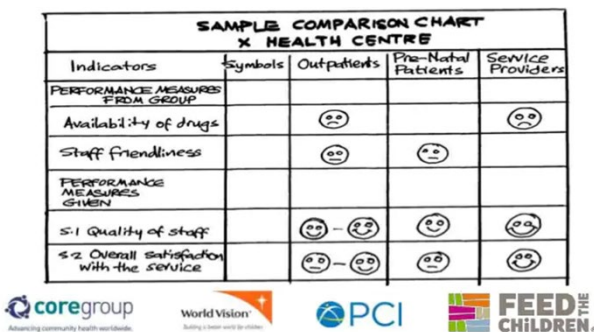 SAMPLE COMPARISON CHART
X HEALTH CENTRE
Indicators Symbols Outpatients Pre-Natal Patients Service Providers
PERFORMANCE MEASURES
FROM GROUP
Availability of drugs
Staff friendliness
PERFORMANCE
MEASURES
GIVEN
5.1 Quality of staff
5.2 Overall satisfaction
with the service
coregroup
Advancing community health worldwide.
World Vision
Building a better world for children
PCI
FEED THE
CHILDREN